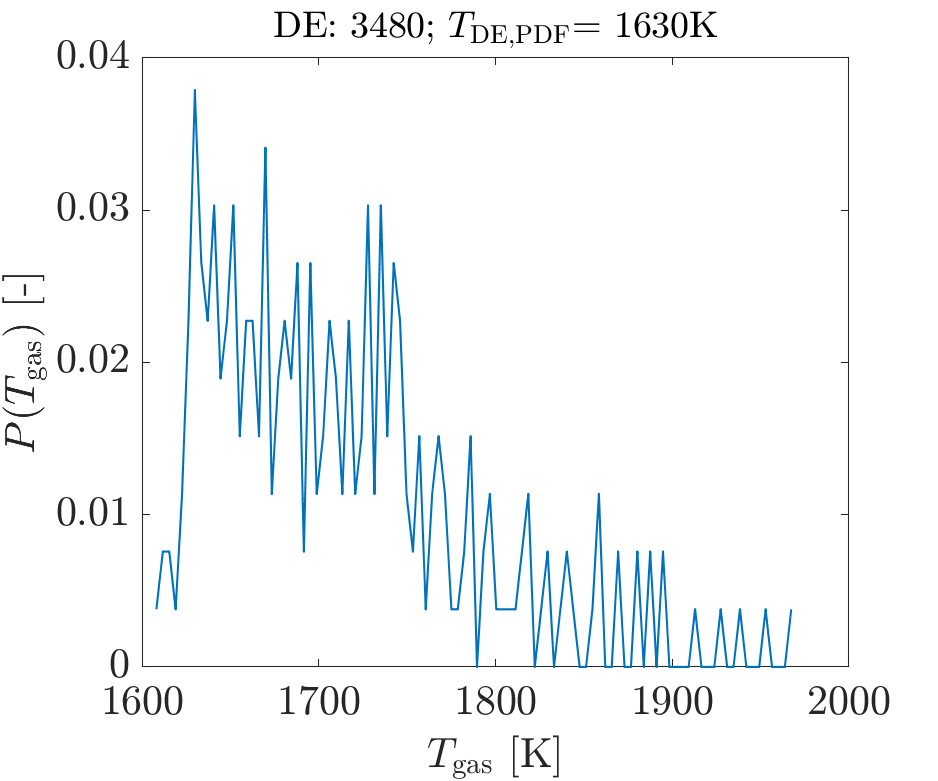 DE: 3480; T_DE,PDF= 1630K
0.04
0.03
0.02
0.01
0
P(T_gas) [-]
1600 1700 1800 1900 2000
T_gas [K]